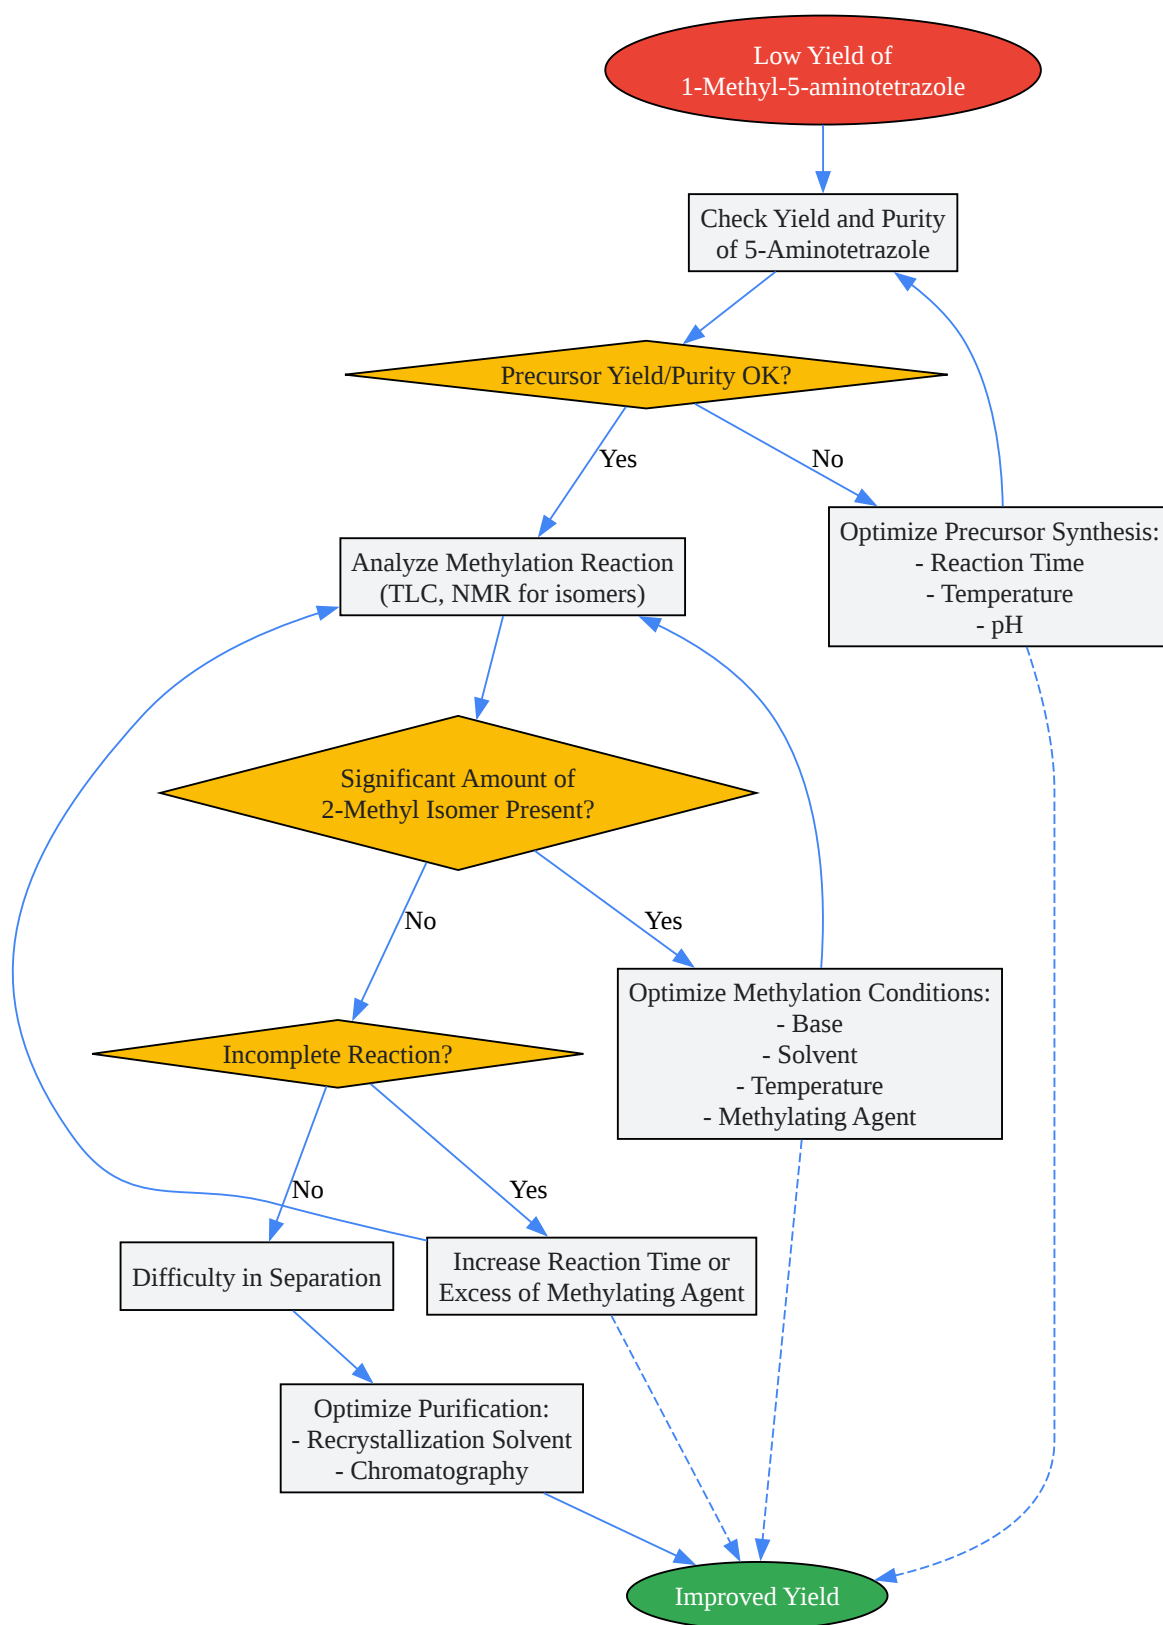 Low Yield of
1-Methyl-5-aminotetrazole
Check Yield and Purity
of 5-Aminotetrazole
Precursor Yield/Purity OK?
Yes
No
Optimize Precursor Synthesis:
- Reaction Time
- Temperature
- pH
Analyze Methylation Reaction
(TLC, NMR for isomers)
Significant Amount of
2-Methyl Isomer Present?
No
Yes
Optimize Methylation Conditions:
- Base
- Solvent
- Temperature
- Methylating Agent
Incomplete Reaction?
No
Yes
Difficulty in Separation
Increase Reaction Time or
Excess of Methylating Agent
Optimize Purification:
- Recrystallization Solvent
- Chromatography
Improved Yield